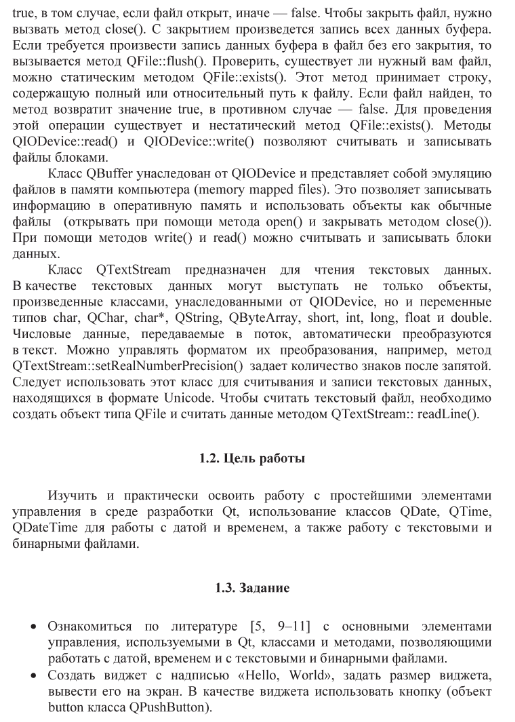 true, в том случае, если файл открыт, иначе — false. Чтобы закрыть файл, нужно
вызвать метод close(). С закрытием произведется запись всех данных буфера.
Если требуется произвести запись данных буфера в файл без его закрытия, то
вызывается метод QFile::flush(). Проверить, существует ли нужный вам файл,
можно статическим методом QFile::exists(). Этот метод принимает строку,
содержащую полный или относительный путь к файлу. Если файл найден, то
метод возвратит значение true, в противном случае — false. Для проведения
этой операции существует и нестатический метод QFile::exists(). Методы
QIODevice::read() и QIODevice::write() позволяют считывать и записывать
файлы блоками.
Класс QBuffer унаследован от QIODevice и представляет собой эмуляцию
файлов в памяти компьютера (memory mapped files). Это позволяет записывать
информацию в оперативную память и использовать объекты как обычные
файлы (открывать при помощи метода open() и закрывать методом close()).
При помощи методов write() и read() можно считывать и записывать блоки
данных.
Класс QTextStream предназначен для чтения текстовых данных.
В качестве текстовых данных могут выступать не только объекты,
произведенные классами, унаследованными от QIODevice, но и переменные
типов char, QChar, char*, QString, QByteArray, short, int, long, float и double.
Числовые данные, передаваемые в поток, автоматически преобразуются
в текст. Можно управлять форматом их преобразования, например, метод
QTextStream::setRealNumberPrecision() задает количество знаков после запятой.
Следует использовать этот класс для считывания и записи текстовых данных,
находящихся в формате Unicode. Чтобы считать текстовый файл, необходимо
создать объект типа QFile и считать данные методом QTextStream:: readLine().
1.2. Цель работы
Изучить и практически освоить работу с простейшими элементами
управления в среде разработки Qt, использование классов QDate, QTime,
QDateTime для работы с датой и временем, а также работу с текстовыми и
бинарными файлами.
1.3. Задание
• Ознакомиться по литературе [5, 9–11] с основными элементами
управления, используемыми в Qt, классами и методами, позволяющими
работать с датой, временем и с текстовыми и бинарными файлами.
• Создать виджет с надписью «Hello, World», задать размер виджета,
вывести его на экран. В качестве виджета использовать кнопку (объект
button класса QPushButton).